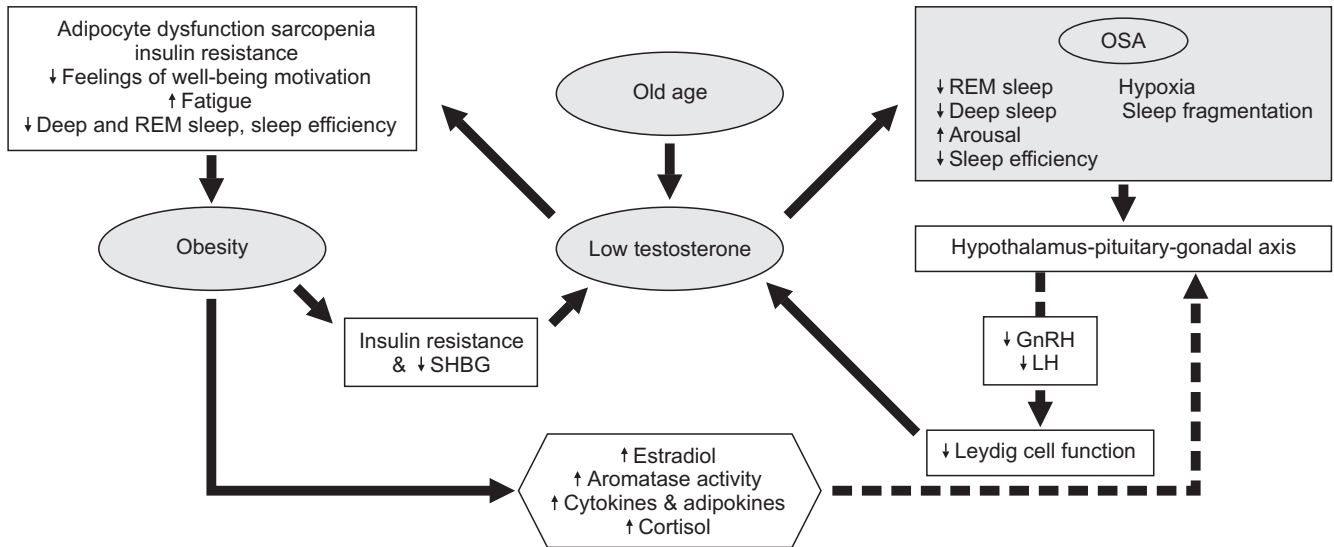 Adipocyte dysfunction sarcopenia
insulin resistance
↓ Feelings of well-being motivation
↑ Fatigue
↓ Deep and REM sleep, sleep efficiency
Old age
OSA
↓ REM sleep
↓ Deep sleep
↑ Arousal
↓ Sleep efficiency
Hypoxia
Sleep fragmentation
Obesity
Low testosterone
Hypothalamus-pituitary-gonadal axis
Insulin resistance
& ↓ SHBG
↓ GnRH
↓ LH
↓ Leydig cell function
↑ Estradiol
↑ Aromatase activity
↑ Cytokines & adipokines
↑ Cortisol